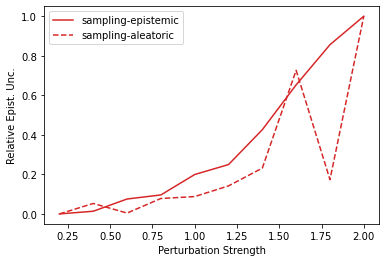 sampling-epistemic
sampling-aleatoric
Relative Epist. Unc.
1.0
0.8
0.6
0.4
0.2
0.0
0.25 0.50 0.75 1.00 1.25 1.50 1.75 2.00
Perturbation Strength